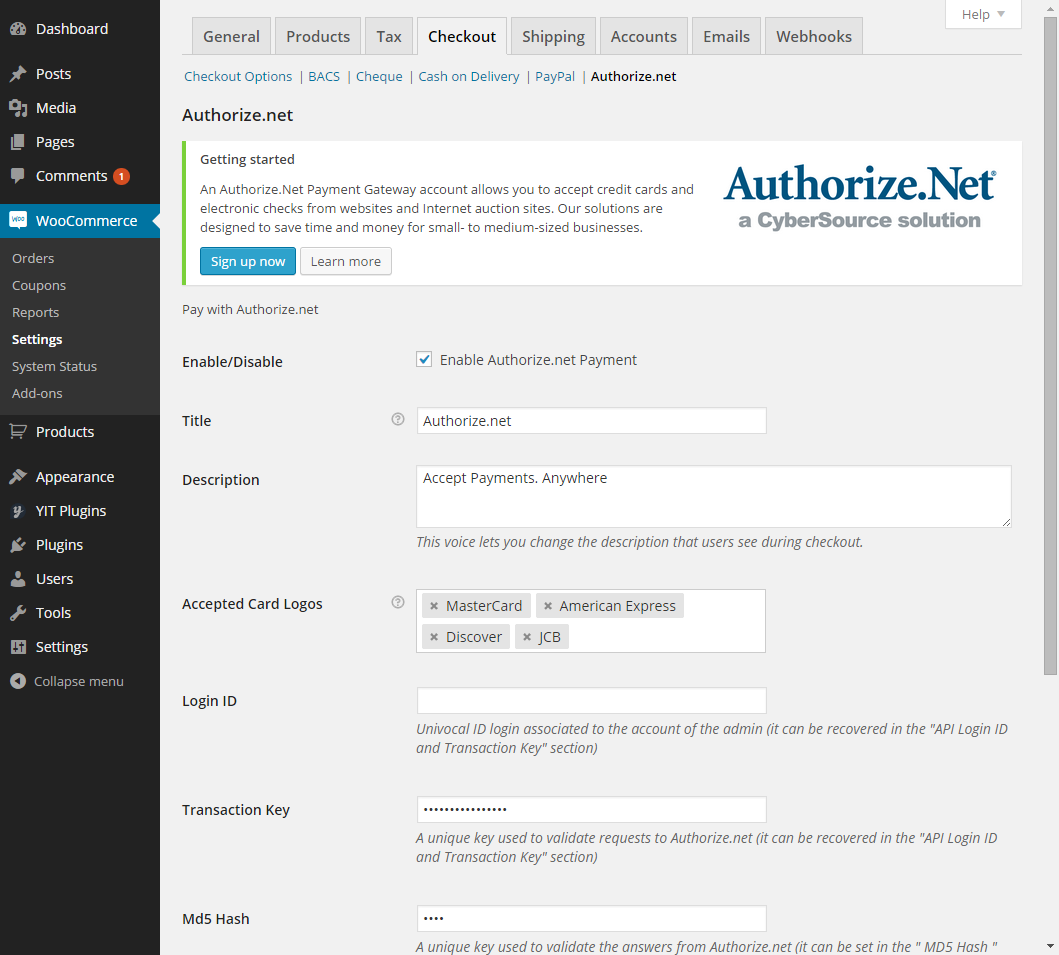 Dashboard
Posts
Media
Pages
Comments 1
WooCommerce
Orders
Coupons
Reports
Settings
System Status
Add-ons
Products
Appearance
YIT Plugins
Plugins
Users
Tools
Settings
Collapse menu
Help
General Products Tax Checkout Shipping Accounts Emails Webhooks
Checkout Options | BACS | Cheque | Cash on Delivery | PayPal | Authorize.net
Authorize.net
Getting started
An Authorize.Net Payment Gateway account allows you to accept credit cards and
electronic checks from websites and Internet auction sites. Our solutions are
designed to save time and money for small- to medium-sized businesses.
Sign up now Learn more
Authorize.Net®
a CyberSource solution
Pay with Authorize.net
Enable/Disable Enable Authorize.net Payment
Title ? Authorize.net
Description Accept Payments. Anywhere
This voice lets you change the description that users see during checkout.
Accepted Card Logos ? × MasterCard × American Express
× Discover × JCB
Login ID
Univocal ID login associated to the account of the admin (it can be recovered in the "API Login ID
and Transaction Key" section)
Transaction Key ••••••••••••••••
A unique key used to validate requests to Authorize.net (it can be recovered in the "API Login ID
and Transaction Key" section)
Md5 Hash ••••
A unique key used to validate the answers from Authorize.net (it can be set in the " MD5 Hash "